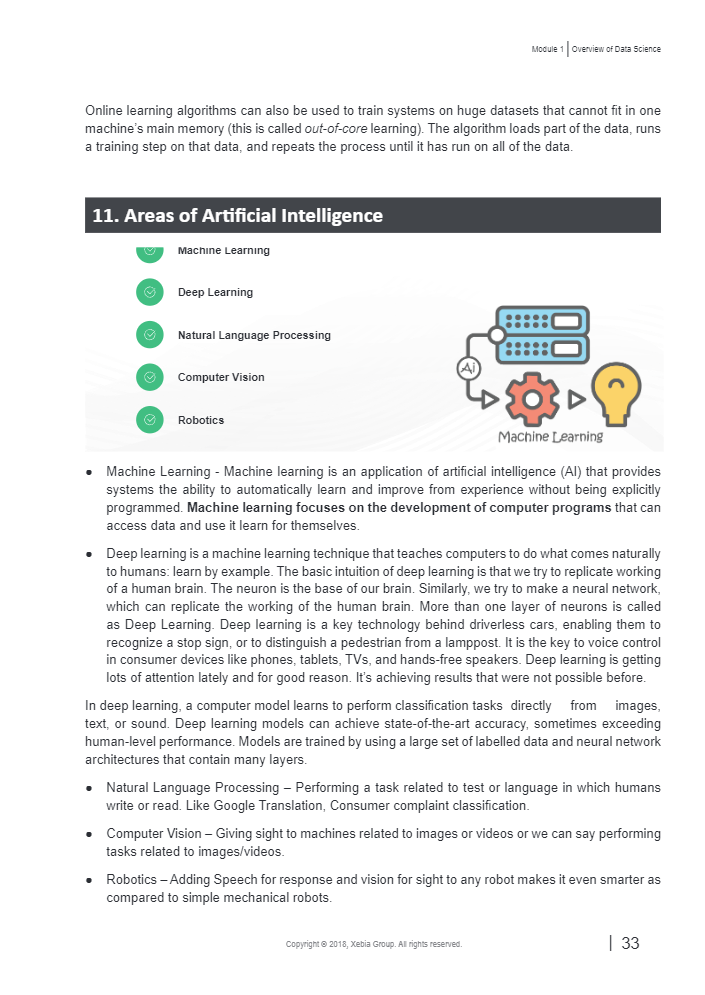 Module 1 | Overview of Data Science
Online learning algorithms can also be used to train systems on huge datasets that cannot fit in one
machine's main memory (this is called out-of-core learning). The algorithm loads part of the data, runs
a training step on that data, and repeats the process until it has run on all of the data.
11. Areas of Artificial Intelligence
Machine Learning
Deep Learning
Natural Language Processing
Computer Vision
Robotics
Ai
Machine Learning
● Machine Learning - Machine learning is an application of artificial intelligence (AI) that provides
systems the ability to automatically learn and improve from experience without being explicitly
programmed. Machine learning focuses on the development of computer programs that can
access data and use it learn for themselves.
● Deep learning is a machine learning technique that teaches computers to do what comes naturally
to humans: learn by example. The basic intuition of deep learning is that we try to replicate working
of a human brain. The neuron is the base of our brain. Similarly, we try to make a neural network,
which can replicate the working of the human brain. More than one layer of neurons is called
as Deep Learning. Deep learning is a key technology behind driverless cars, enabling them to
recognize a stop sign, or to distinguish a pedestrian from a lamppost. It is the key to voice control
in consumer devices like phones, tablets, TVs, and hands-free speakers. Deep learning is getting
lots of attention lately and for good reason. It's achieving results that were not possible before.
In deep learning, a computer model learns to perform classification tasks directly from images,
text, or sound. Deep learning models can achieve state-of-the-art accuracy, sometimes exceeding
human-level performance. Models are trained by using a large set of labelled data and neural network
architectures that contain many layers.
● Natural Language Processing – Performing a task related to test or language in which humans
write or read. Like Google Translation, Consumer complaint classification.
● Computer Vision – Giving sight to machines related to images or videos or we can say performing
tasks related to images/videos.
● Robotics – Adding Speech for response and vision for sight to any robot makes it even smarter as
compared to simple mechanical robots.
Copyright © 2018, Xebia Group. All rights reserved.
| 33